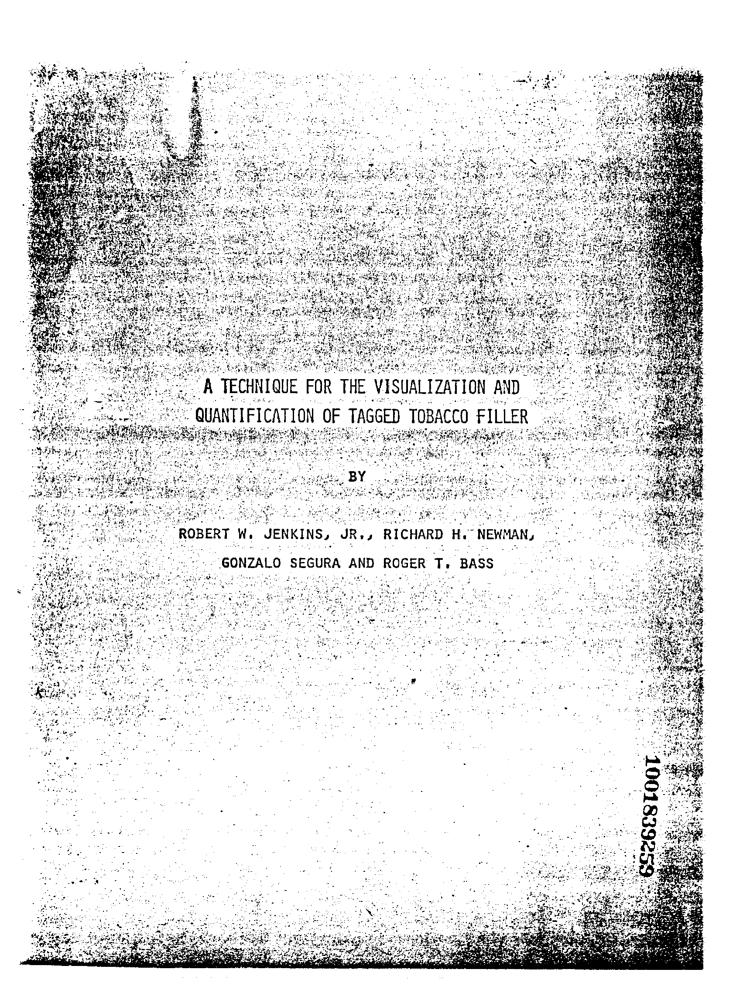 A TECHNIQUE FOR THE VISUALIZATION AND
QUANTIFICATION OF TAGGED TOBACCO FILLER
BY
ROBERT W. JENKINS, JR., RICHARD H. NEWMAN,
GONZALO SEGURA AND ROGER T. BASS
1001839259